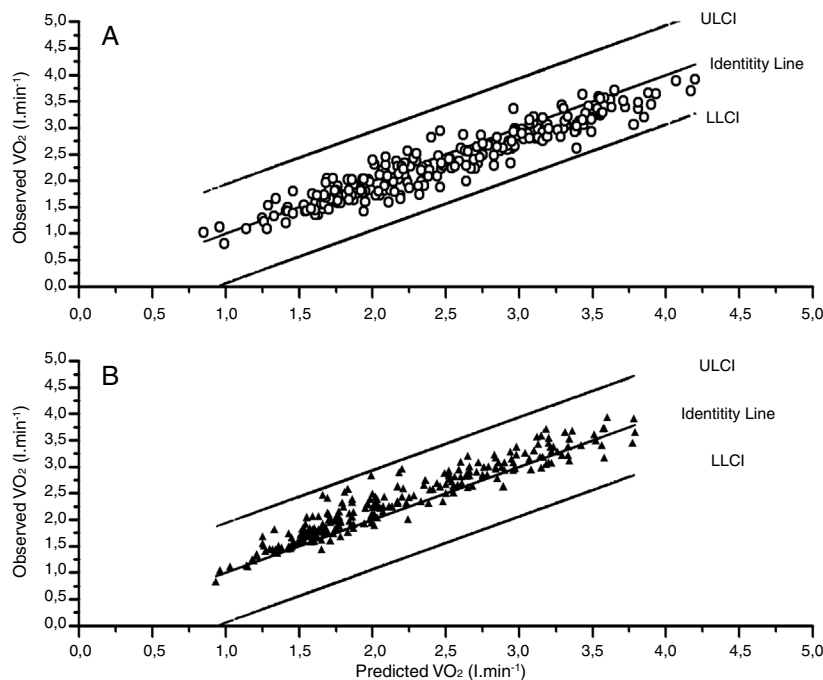 A
ULCI
Identitity Line
LLCI
Observed VO₂ (l.min⁻¹)
5,0
4,5
4,0
3,5
3,0
2,5
2,0
1,5
1,0
0,5
0,0
0,0 0,5 1,0 1,5 2,0 2,5 3,0 3,5 4,0 4,5 5,0
B
ULCI
Identitity Line
LLCI
Observed VO₂ (l.min⁻¹)
5,0
4,5
4,0
3,5
3,0
2,5
2,0
1,5
1,0
0,5
0,0
0,0 0,5 1,0 1,5 2,0 2,5 3,0 3,5 4,0 4,5 5,0
Predicted VO₂ (l.min⁻¹)